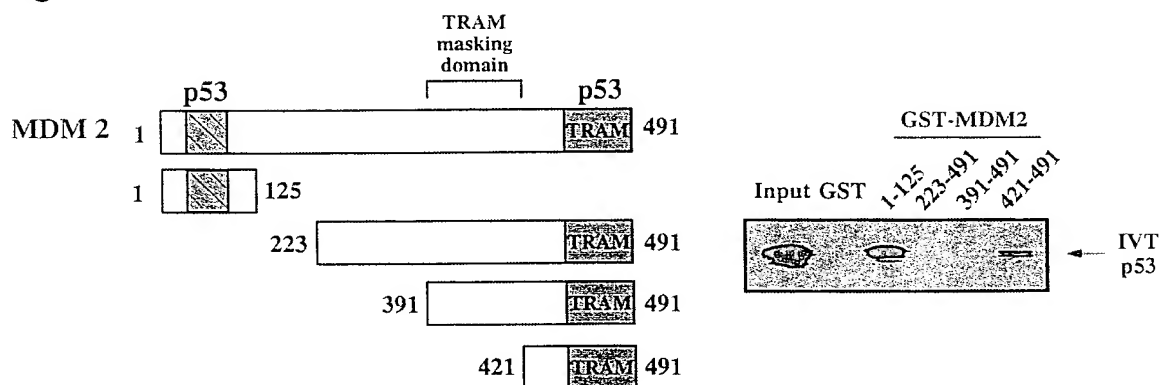 TRAM
masking
domain
p53 p53
MDM 2 1 TRAM 491
1 125
223 TRAM 491
391 TRAM 491
421 TRAM 491
GST-MDM2
Input GST 1-125 223-491 391-491 421-491
IVT
p53